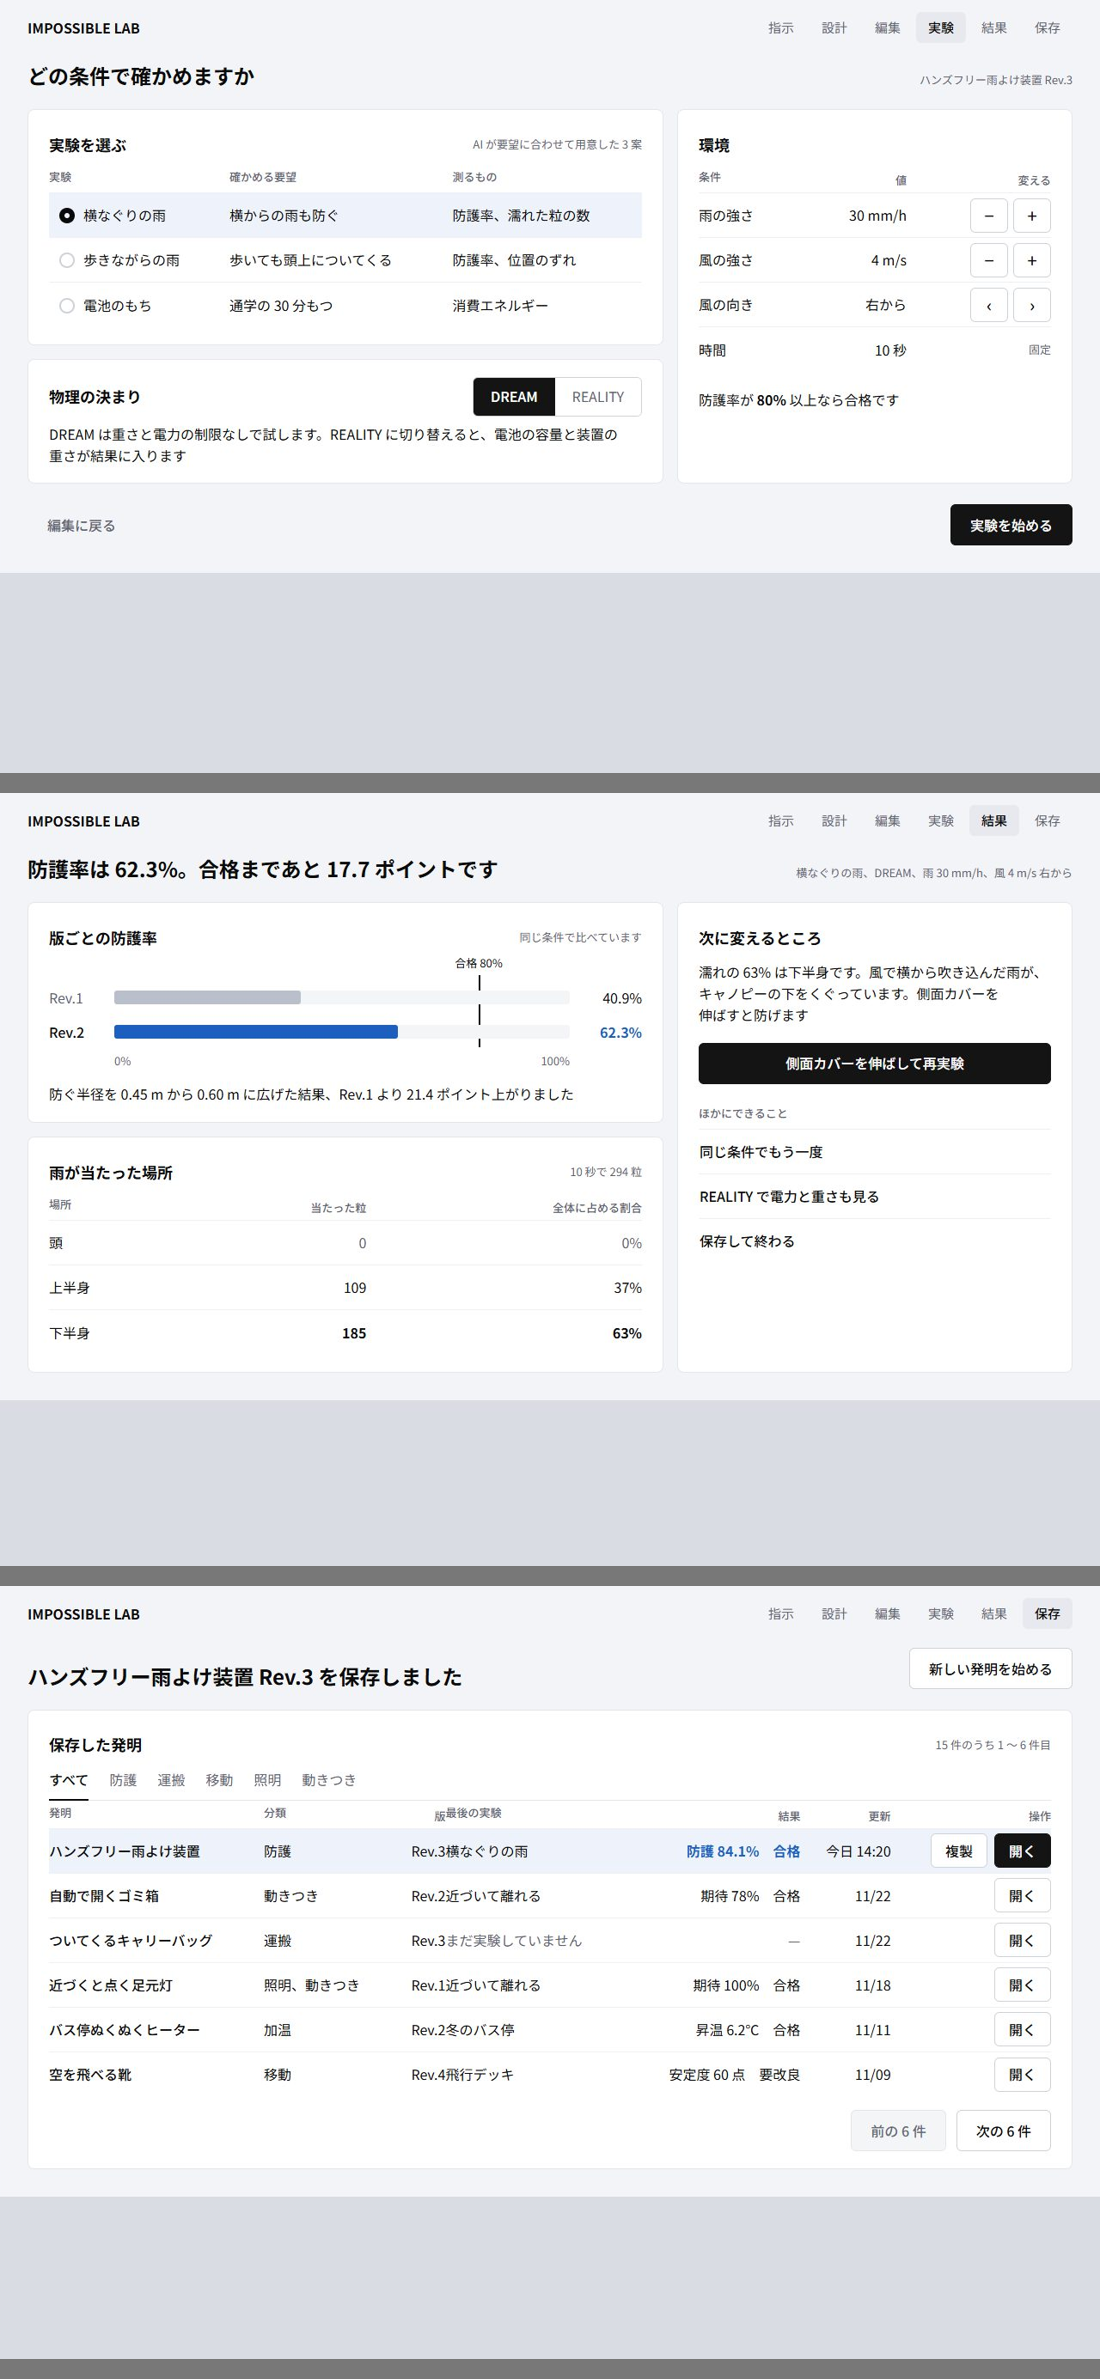 IMPOSSIBLE LAB
指示 設計 編集 実験 結果 保存
どの条件で確かめますか
ハンズフリー雨よけ装置 Rev.3
実験を選ぶ
AI が要望に合わせて用意した 3 案
実験 確かめる要望 測るもの
横なぐりの雨 横からの雨も防ぐ 防護率、濡れた粒の数
歩きながらの雨 歩いても頭上についてくる 防護率、位置のずれ
電池のもち 通学の 30 分もつ 消費エネルギー
物理の決まり
DREAM REALITY
DREAM は重さと電力の制限なしで試します。REALITY に切り替えると、電池の容量と装置の
重さが結果に入ります
環境
条件 値 変える
雨の強さ 30 mm/h − +
風の強さ 4 m/s − +
風の向き 右から ‹ ›
時間 10 秒 固定
防護率が 80% 以上なら合格です
編集に戻る
実験を始める
IMPOSSIBLE LAB
指示 設計 編集 実験 結果 保存
防護率は 62.3%。合格まであと 17.7 ポイントです
横なぐりの雨、DREAM、雨 30 mm/h、風 4 m/s 右から
版ごとの防護率
同じ条件で比べています
合格 80%
Rev.1 40.9%
Rev.2 62.3%
0% 100%
防ぐ半径を 0.45 m から 0.60 m に広げた結果、Rev.1 より 21.4 ポイント上がりました
雨が当たった場所
10 秒で 294 粒
場所 当たった粒 全体に占める割合
頭 0 0%
上半身 109 37%
下半身 185 63%
次に変えるところ
濡れの 63% は下半身です。風で横から吹き込んだ雨が、
キャノピーの下をくぐっています。側面カバーを
伸ばすと防げます
側面カバーを伸ばして再実験
ほかにできること
同じ条件でもう一度
REALITY で電力と重さも見る
保存して終わる
IMPOSSIBLE LAB
指示 設計 編集 実験 結果 保存
ハンズフリー雨よけ装置 Rev.3 を保存しました
新しい発明を始める
保存した発明
15 件のうち 1 〜 6 件目
すべて 防護 運搬 移動 照明 動きつき
発明 分類 版 最後の実験 結果 更新 操作
ハンズフリー雨よけ装置 防護 Rev.3 横なぐりの雨 防護 84.1% 合格 今日 14:20 複製 開く
自動で開くゴミ箱 動きつき Rev.2 近づいて離れる 期待 78% 合格 11/22 開く
ついてくるキャリーバッグ 運搬 Rev.3 まだ実験していません — 11/22 開く
近づくと点く足元灯 照明、動きつき Rev.1 近づいて離れる 期待 100% 合格 11/18 開く
バス停ぬくぬくヒーター 加温 Rev.2 冬のバス停 昇温 6.2℃ 合格 11/11 開く
空を飛べる靴 移動 Rev.4 飛行デッキ 安定度 60 点 要改良 11/09 開く
前の 6 件 次の 6 件